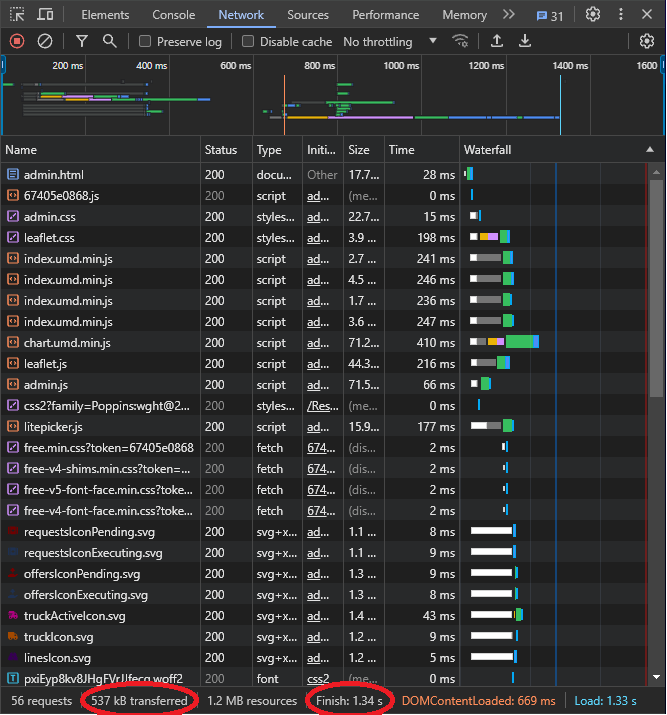 Elements Console Network Sources Performance Memory 31
Preserve log Disable cache No throttling
200 ms 400 ms 600 ms 800 ms 1000 ms 1200 ms 1400 ms 1600
Name Status Type Initi... Size Time Waterfall
admin.html 200 docu... Other 17.7... 28 ms
67405e0868.js 200 script ad... (me... 0 ms
admin.css 200 styles... ad... 22.7... 15 ms
leaflet.css 200 styles... ad... 3.9 ... 198 ms
index.umd.min.js 200 script ad... 2.7 ... 241 ms
index.umd.min.js 200 script ad... 4.5 ... 246 ms
index.umd.min.js 200 script ad... 1.7 ... 236 ms
index.umd.min.js 200 script ad... 3.6 ... 247 ms
chart.umd.min.js 200 script ad... 71.2... 410 ms
leaflet.js 200 script ad... 44.3... 216 ms
admin.js 200 script ad... 71.5... 66 ms
css2?family=Poppins:wght@2... 200 styles... /Res... (me... 0 ms
litepicker.js 200 script ad... 15.9... 177 ms
free.min.css?token=67405e0868 200 fetch 674... (dis... 2 ms
free-v4-shims.min.css?token=... 200 fetch 674... (dis... 2 ms
free-v5-font-face.min.css?toke... 200 fetch 674... (dis... 2 ms
free-v4-font-face.min.css?toke... 200 fetch 674... (dis... 2 ms
requestsIconPending.svg 200 svg+x... ad... 1.1 ... 8 ms
requestsIconExecuting.svg 200 svg+x... ad... 1.1 ... 9 ms
offersIconPending.svg 200 svg+x... ad... 1.3 ... 9 ms
offersIconExecuting.svg 200 svg+x... ad... 1.3 ... 8 ms
truckActiveIcon.svg 200 svg+x... ad... 1.4 ... 43 ms
truckIcon.svg 200 svg+x... ad... 1.2 ... 9 ms
linesIcon.svg 200 svg+x... ad... 1.2 ... 5 ms
pxiEyp8kv8JHgFVrJJfecg.woff2 200 font css2 (me... 0 ms
56 requests 537 kB transferred 1.2 MB resources Finish: 1.34 s DOMContentLoaded: 669 ms Load: 1.33 s